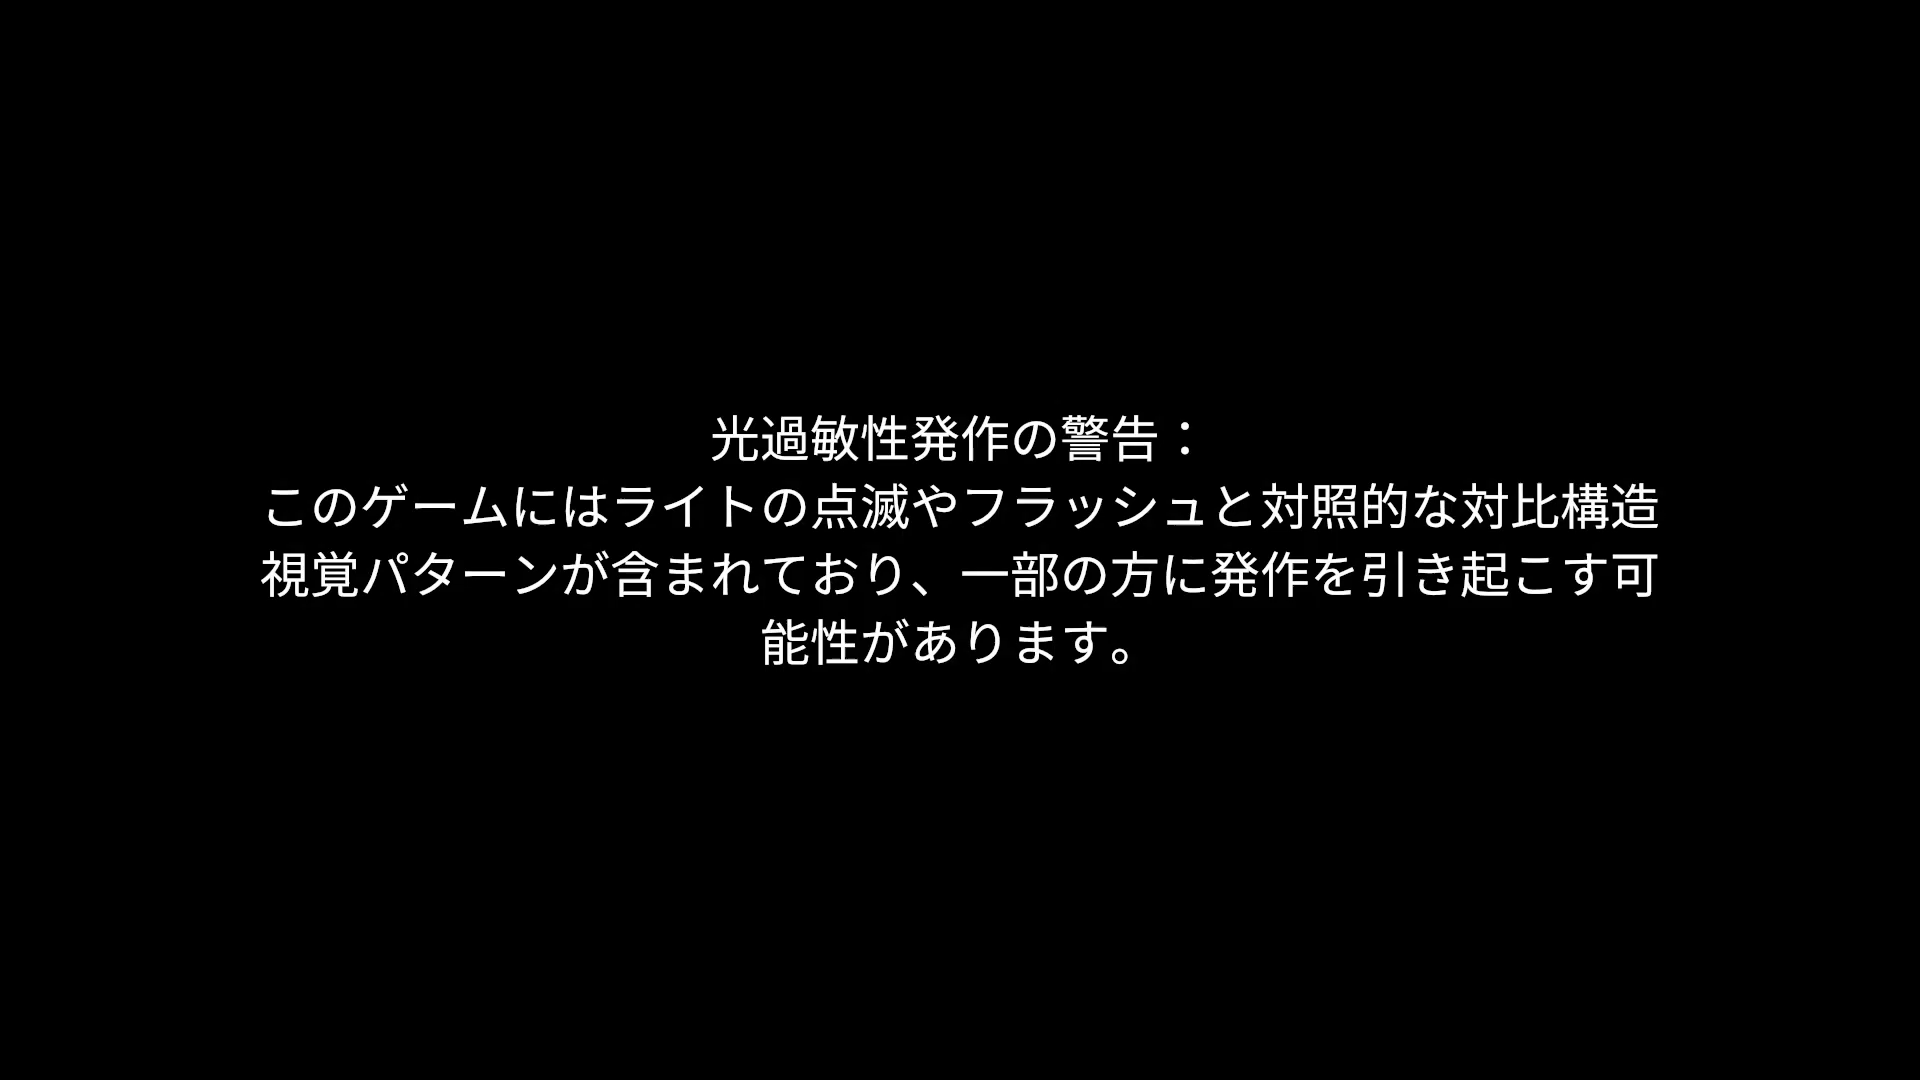 光過敏性発作の警告：
このゲームにはライトの点滅やフラッシュと対照的な対比構造
視覚パターンが含まれており、一部の方に発作を引き起こす可
能性があります。